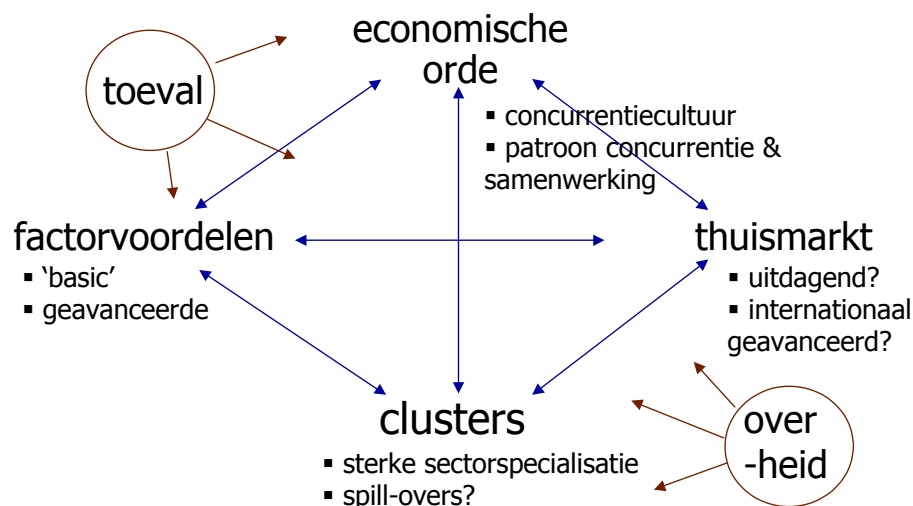 economische
orde
toeval
▪ concurrentiecultuur
▪ patroon concurrentie &
samenwerking
factorvoordelen
▪ ‘basic’
▪ geavanceerde
thuismarkt
▪ uitdagend?
▪ internationaal
geavanceerd?
clusters
▪ sterke sectorspecialisatie
▪ spill-overs?
over
-heid